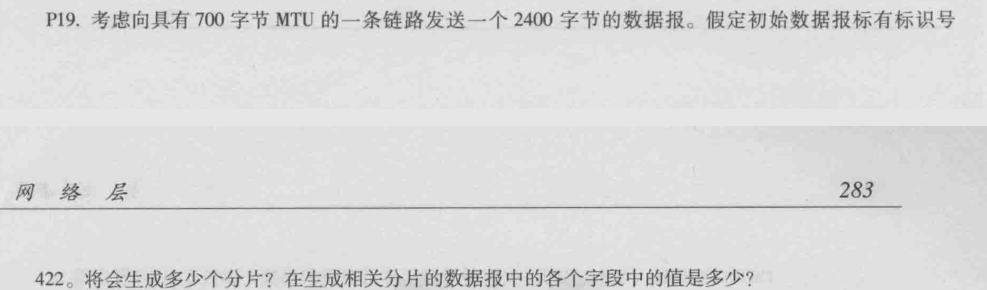 P19. 考虑向具有 700 字节 MTU 的一条链路发送一个 2400 字节的数据报。假定初始数据报标有标识号
网 络 层 283
422。将会生成多少个分片？在生成相关分片的数据报中的各个字段中的值是多少？